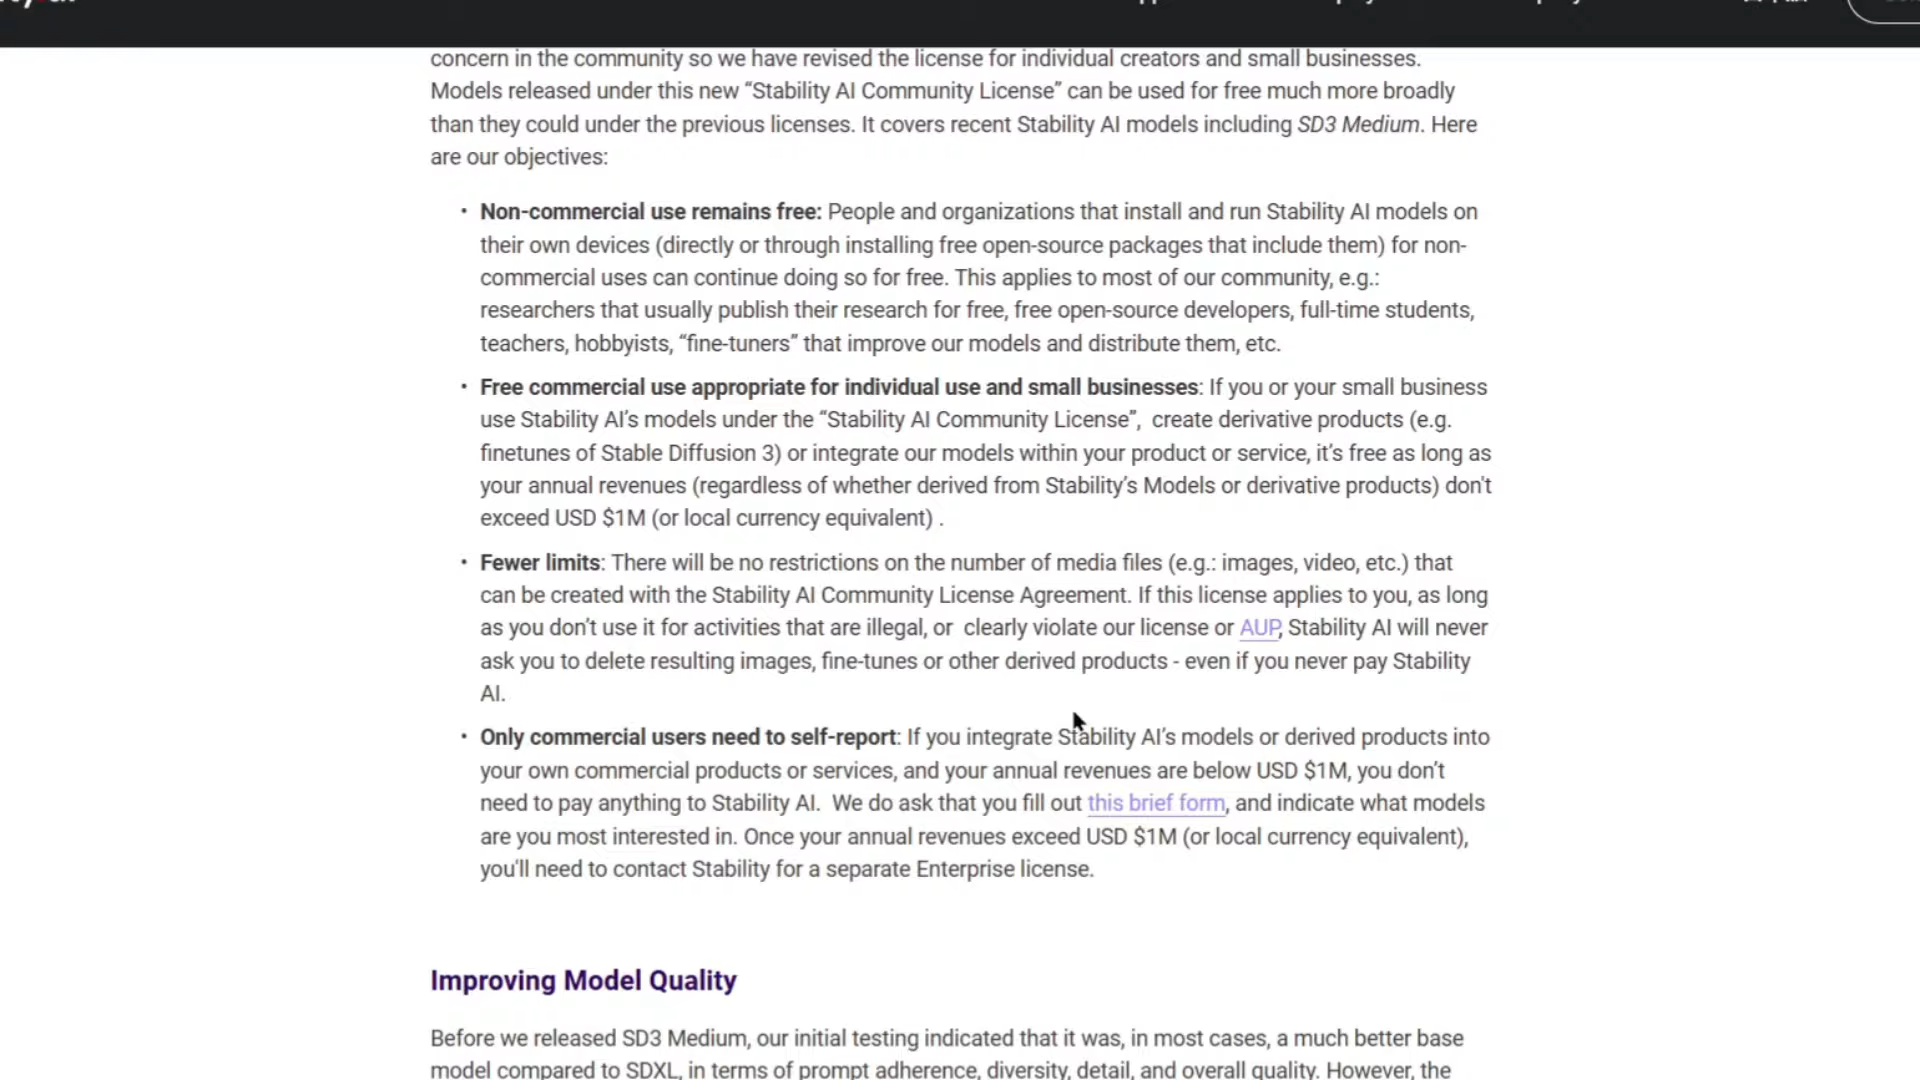 concern in the community so we have revised the license for individual creators and small businesses.
Models released under this new “Stability AI Community License” can be used for free much more broadly
than they could under the previous licenses. It covers recent Stability AI models including SD3 Medium. Here
are our objectives:
• Non-commercial use remains free: People and organizations that install and run Stability AI models on
their own devices (directly or through installing free open-source packages that include them) for non-
commercial uses can continue doing so for free. This applies to most of our community, e.g.:
researchers that usually publish their research for free, free open-source developers, full-time students,
teachers, hobbyists, “fine-tuners” that improve our models and distribute them, etc.
• Free commercial use appropriate for individual use and small businesses: If you or your small business
use Stability AI’s models under the “Stability AI Community License”,  create derivative products (e.g.
finetunes of Stable Diffusion 3) or integrate our models within your product or service, it’s free as long as
your annual revenues (regardless of whether derived from Stability’s Models or derivative products) don't
exceed USD $1M (or local currency equivalent) .
• Fewer limits: There will be no restrictions on the number of media files (e.g.: images, video, etc.) that
can be created with the Stability AI Community License Agreement. If this license applies to you, as long
as you don’t use it for activities that are illegal, or  clearly violate our license or AUP, Stability AI will never
ask you to delete resulting images, fine-tunes or other derived products - even if you never pay Stability
AI.
• Only commercial users need to self-report: If you integrate Stability AI’s models or derived products into
your own commercial products or services, and your annual revenues are below USD $1M, you don’t
need to pay anything to Stability AI.  We do ask that you fill out this brief form, and indicate what models
are you most interested in. Once your annual revenues exceed USD $1M (or local currency equivalent),
you'll need to contact Stability for a separate Enterprise license.
Improving Model Quality
Before we released SD3 Medium, our initial testing indicated that it was, in most cases, a much better base
model compared to SDXL, in terms of prompt adherence, diversity, detail, and overall quality. However, the